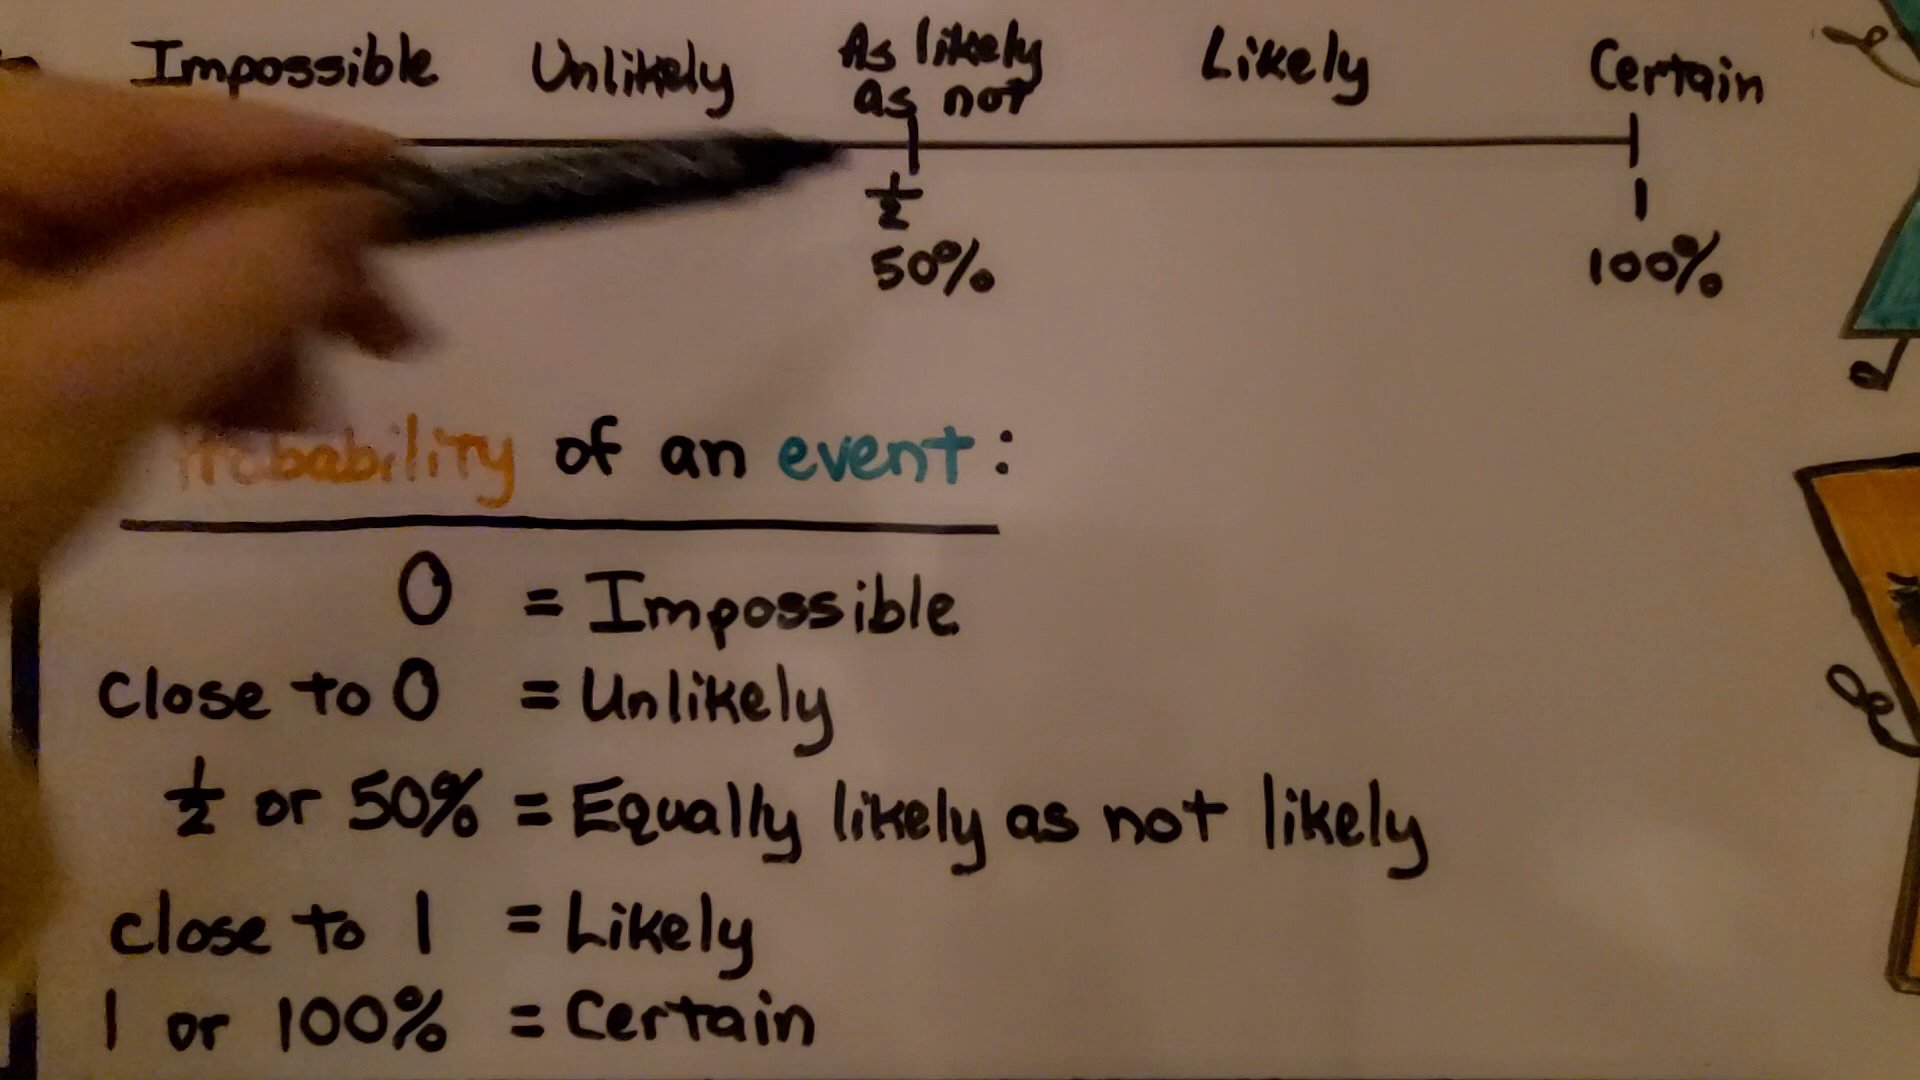 Impossible Unlikely As likely as not Likely Certain
1/2 1
50% 100%
Probability of an event:
0 = Impossible
Close to 0 = Unlikely
1/2 or 50% = Equally likely as not likely
close to 1 = Likely
1 or 100% = Certain